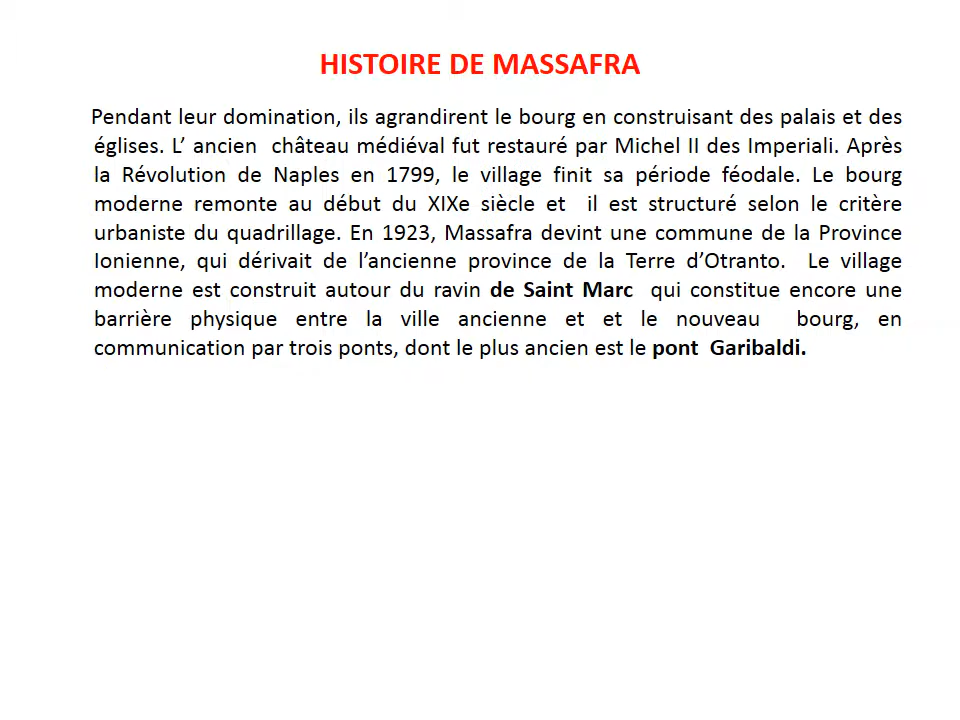 HISTOIRE DE MASSAFRA
Pendant leur domination, ils agrandirent le bourg en construisant des palais et des
églises. L’ ancien  château médiéval fut restauré par Michel II des Imperiali. Après
la Révolution de Naples en 1799, le village finit sa période féodale. Le bourg
moderne remonte au début du XIXe siècle et  il est structuré selon le critère
urbaniste du quadrillage. En 1923, Massafra devint une commune de la Province
Ionienne, qui dérivait de l’ancienne province de la Terre d’Otranto.  Le village
moderne est construit autour du ravin de Saint Marc  qui constitue encore une
barrière physique entre la ville ancienne et et le nouveau  bourg, en
communication par trois ponts, dont le plus ancien est le pont  Garibaldi.